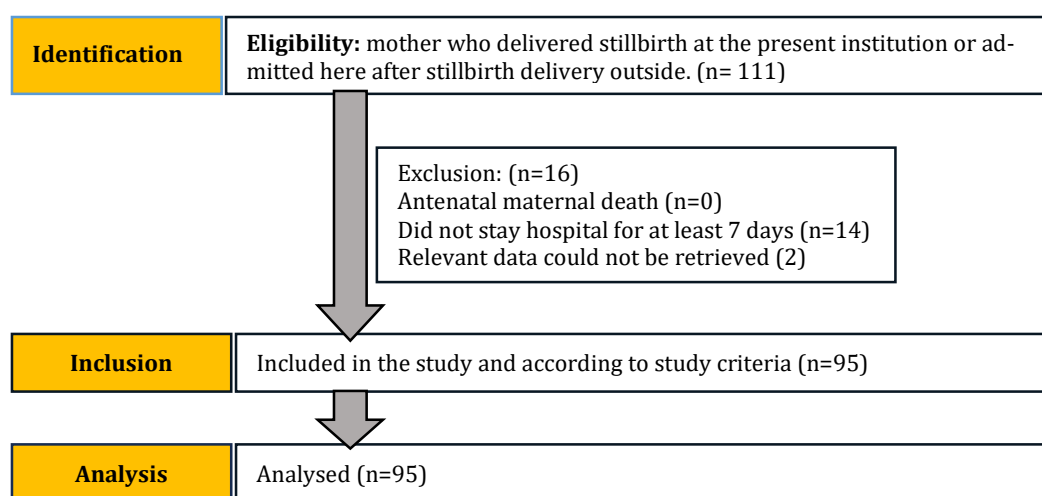 Identification
Eligibility: mother who delivered stillbirth at the present institution or ad-
mitted here after stillbirth delivery outside. (n= 111)
Exclusion: (n=16)
Antenatal maternal death (n=0)
Did not stay hospital for at least 7 days (n=14)
Relevant data could not be retrieved (2)
Inclusion
Included in the study and according to study criteria (n=95)
Analysis
Analysed (n=95)